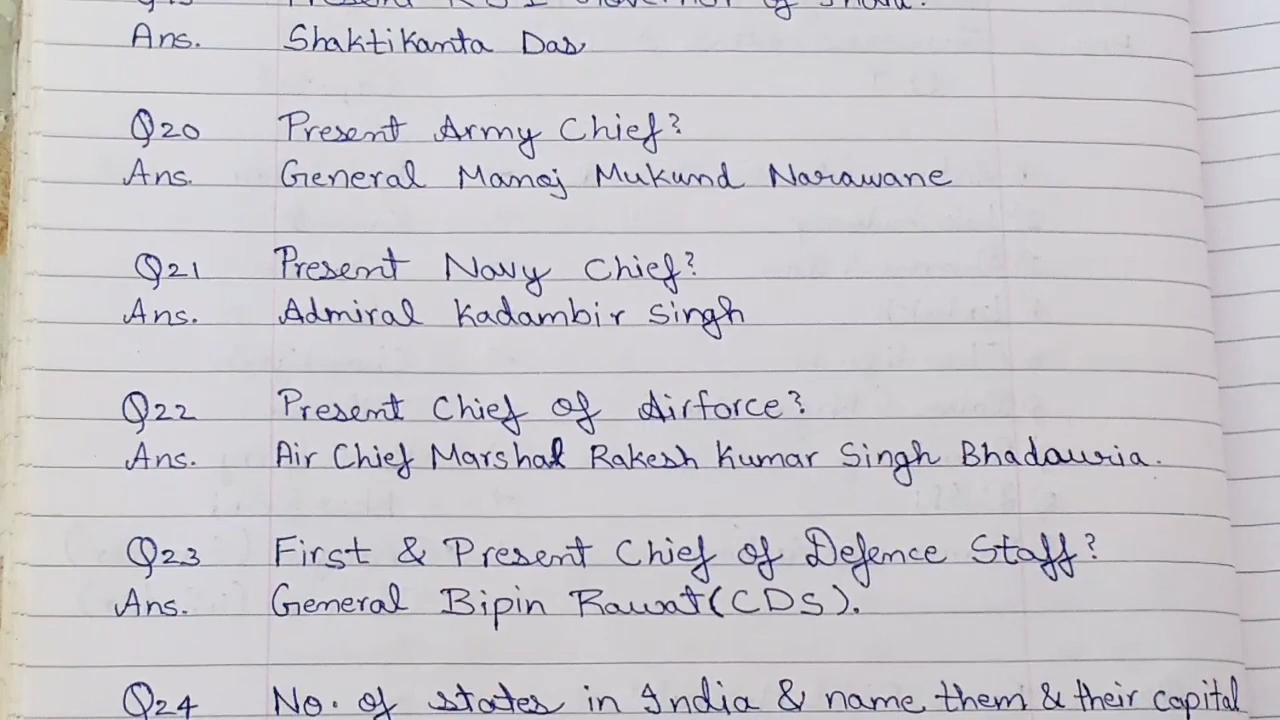 Ans. Shaktikanta Das
Q20 Present Army Chief?
Ans. General Manoj Mukund Narawane
Q21 Present Navy Chief?
Ans. Admiral Kadambir Singh
Q22 Present Chief of Airforce?
Ans. Air Chief Marshal Rakesh Kumar Singh Bhadauria.
Q23 First & Present Chief of Defence Staff?
Ans. General Bipin Rawat (CDS).
Q24 No. of states in India & name them & their capital